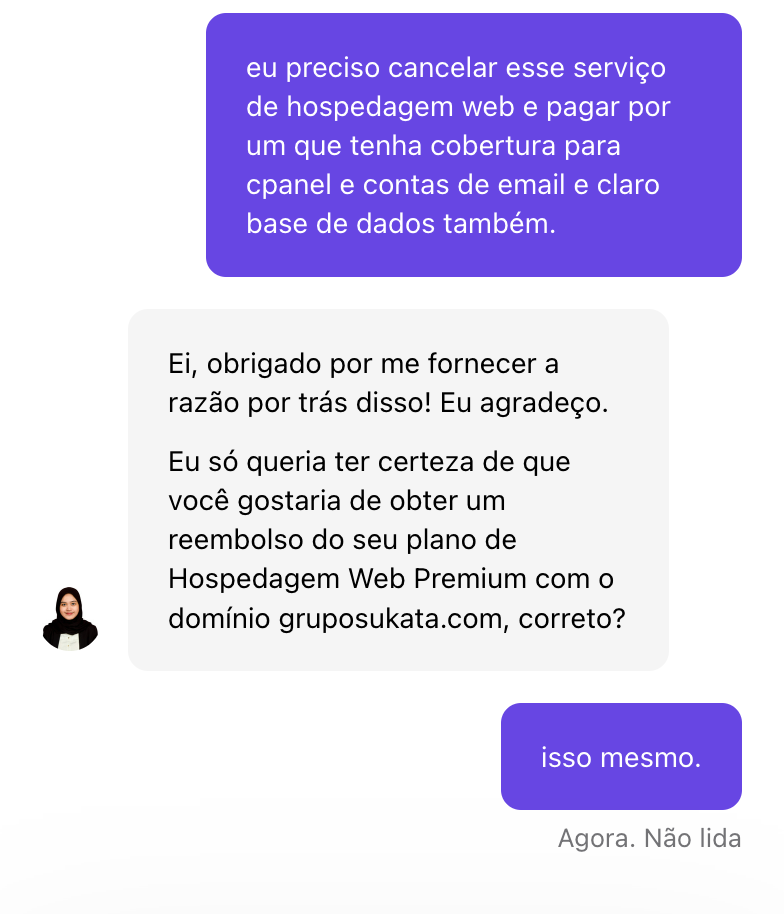 eu preciso cancelar esse serviço
de hospedagem web e pagar por
um que tenha cobertura para
cpanel e contas de email e claro
base de dados também.
Ei, obrigado por me fornecer a
razão por trás disso! Eu agradeço.
Eu só queria ter certeza de que
você gostaria de obter um
reembolso do seu plano de
Hospedagem Web Premium com o
domínio gruposukata.com, correto?
isso mesmo.
Agora. Não lida